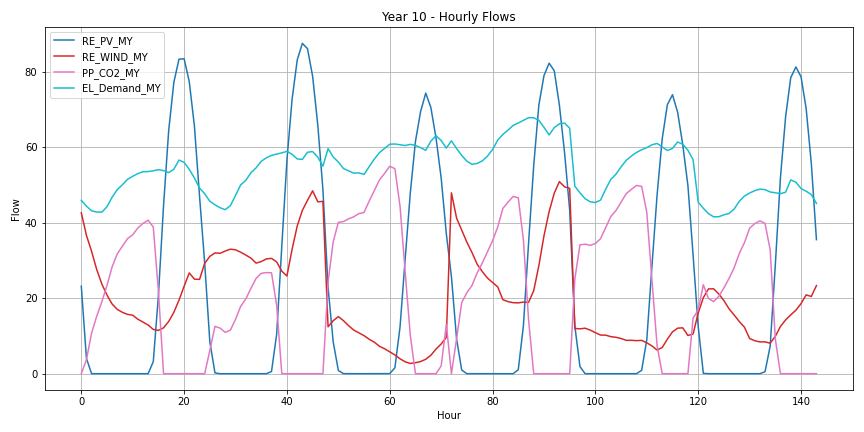 Year 10 - Hourly Flows
RE_PV_MY
RE_WIND_MY
PP_CO2_MY
EL_Demand_MY
Flow
80
60
40
20
0
0 20 40 60 80 100 120 140
Hour